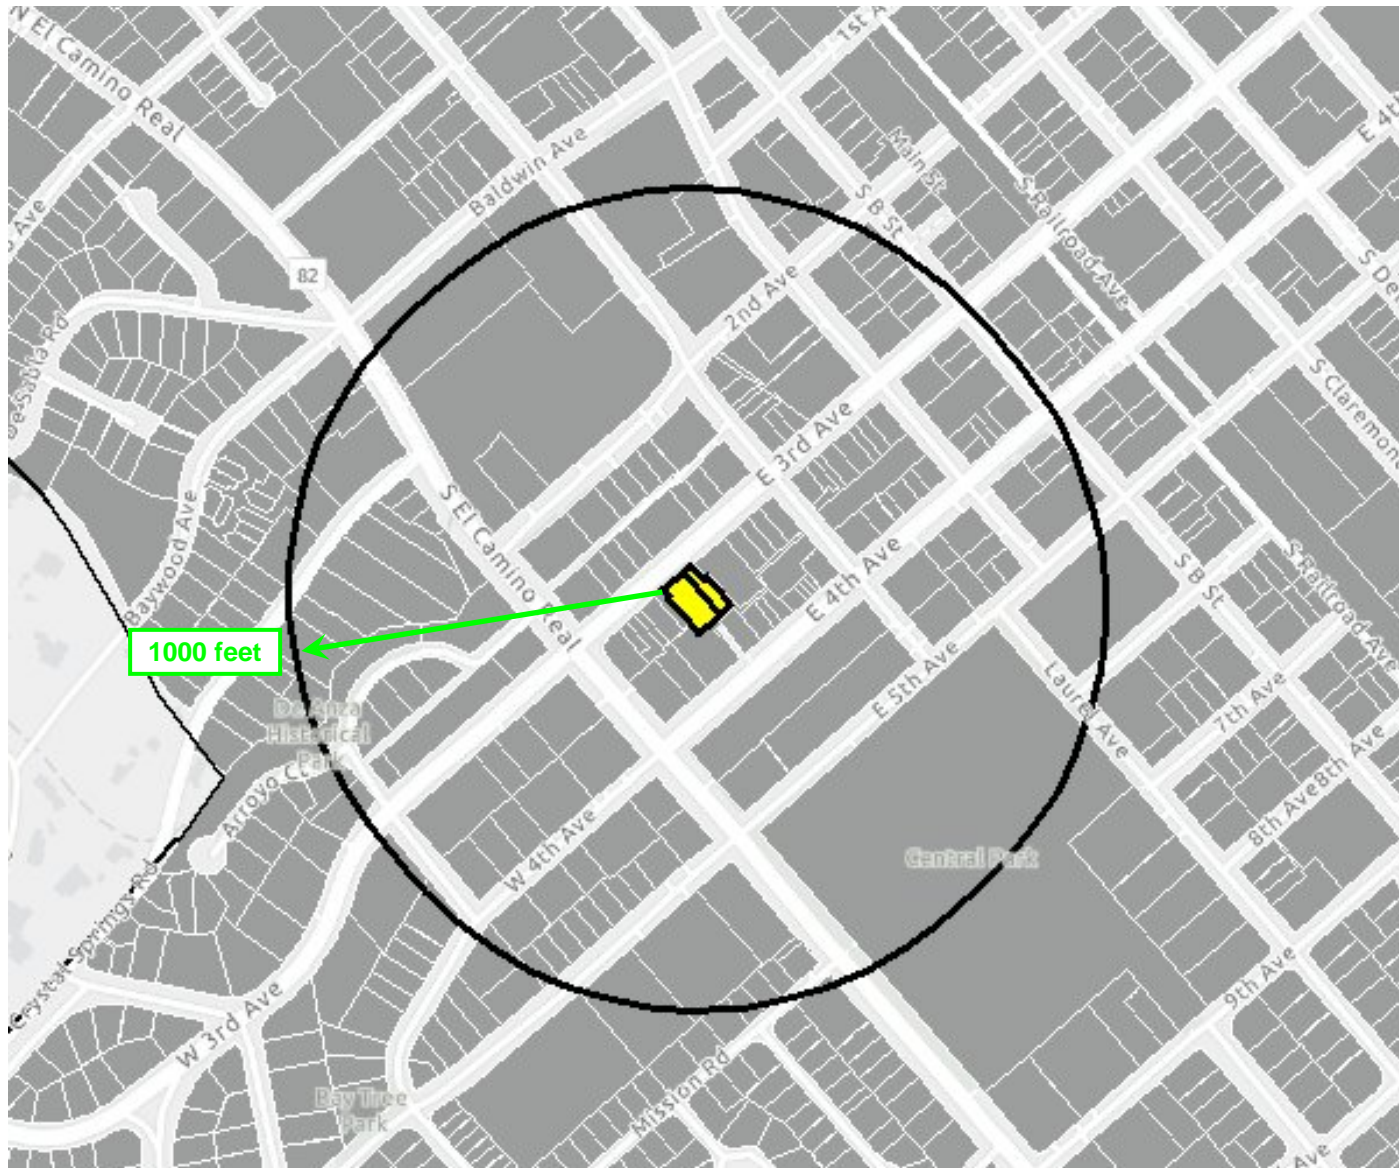 N El Camino Real
1st A
E 4
Main St
Baldwin Ave
S B St
S Railroad Ave
o Ave
82
S De
2nd Ave
De Sabla Rd
S Claremon
E 3rd Ave
S El Camino Real
Baywood Ave
E 4th Ave
S B St
S Railroad Av
1000 feet
E 5th Ave
Laurel Ave
7th Ave
De Anza
Historical
Park
Arroyo Ct
8th Ave
8th Ave
W 4th Ave
Central Park
Crystal Springs Rd
9th Ave
W 3rd Ave
Bay Tree
Park
Mission Rd
Ave